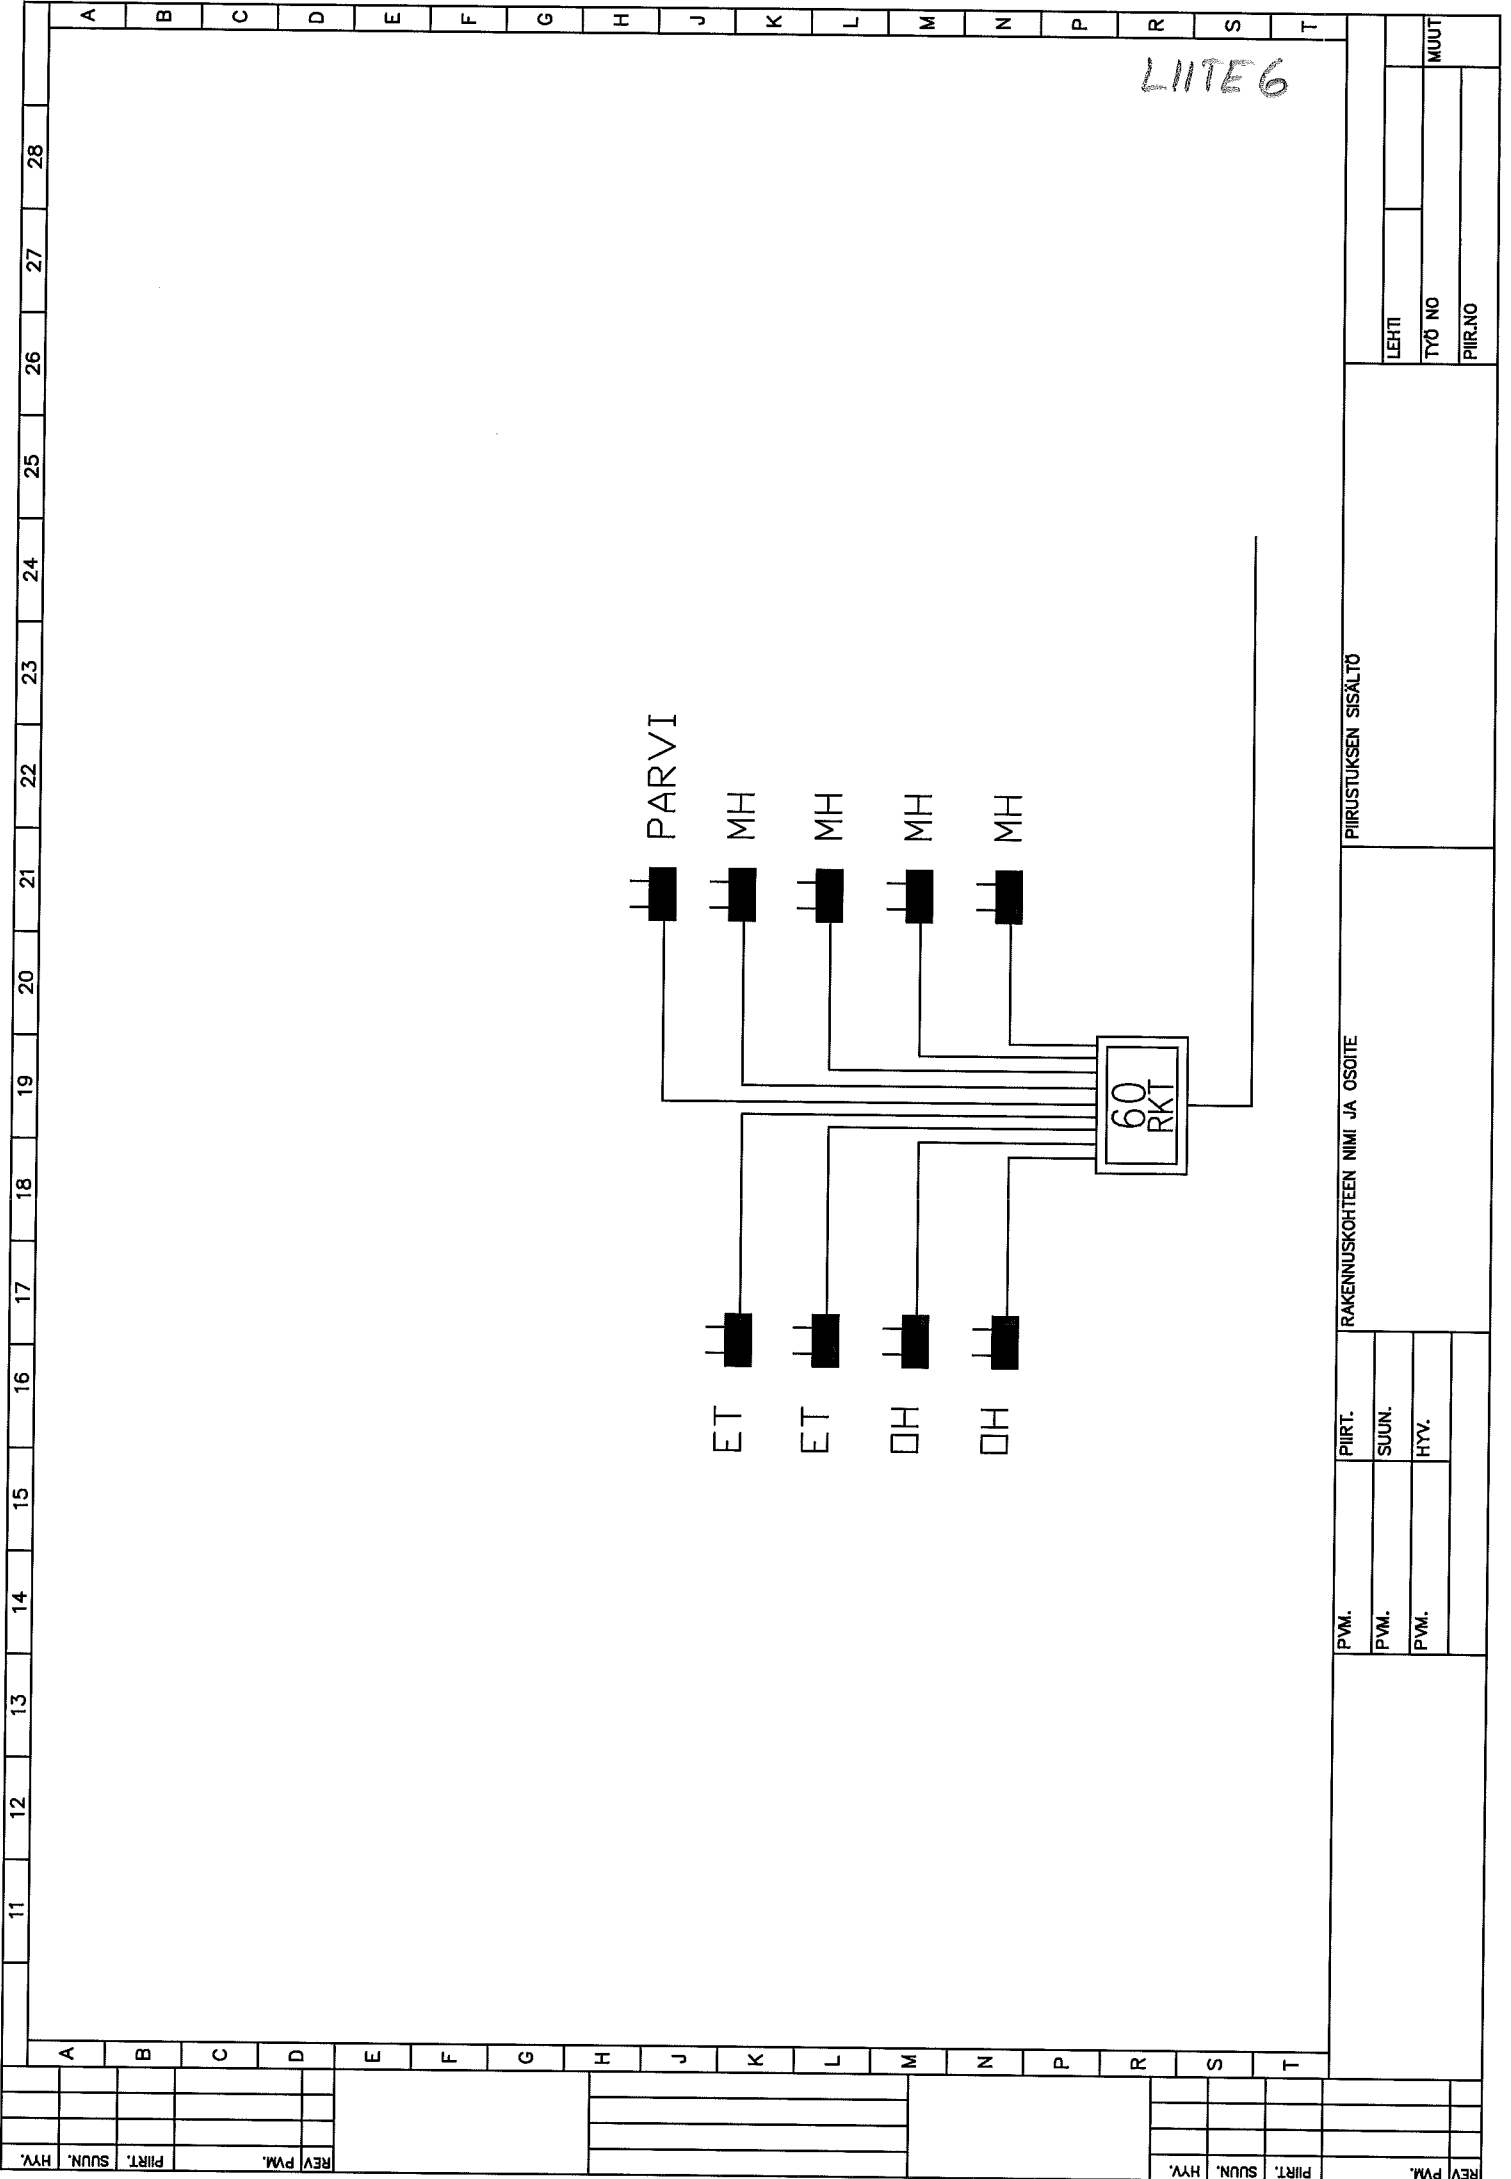 LIITE 6
A B C D E F G H J K L M N P R S T
11 12 13 14 15 16 17 18 19 20 21 22 23 24 25 26 27 28
PARVI
ET
MH
ET
MH
OH
MH
OH
MH
60
RKT
A B C D E F G H J K L M N P R S T
HYV.
SUUN.
PIIRT.
PVM.
REV
HYV.
SUUN.
PIIRT.
PVM.
REV
PVM.
PIIRT.
PVM.
SUUN.
PVM.
HYV.
RAKENNUSKOHTEEN NIMI JA OSOITE
PIIRUSTUKSEN SISÄLTÖ
LEHTI
TYÖ NO
MUUT
PIIR.NO